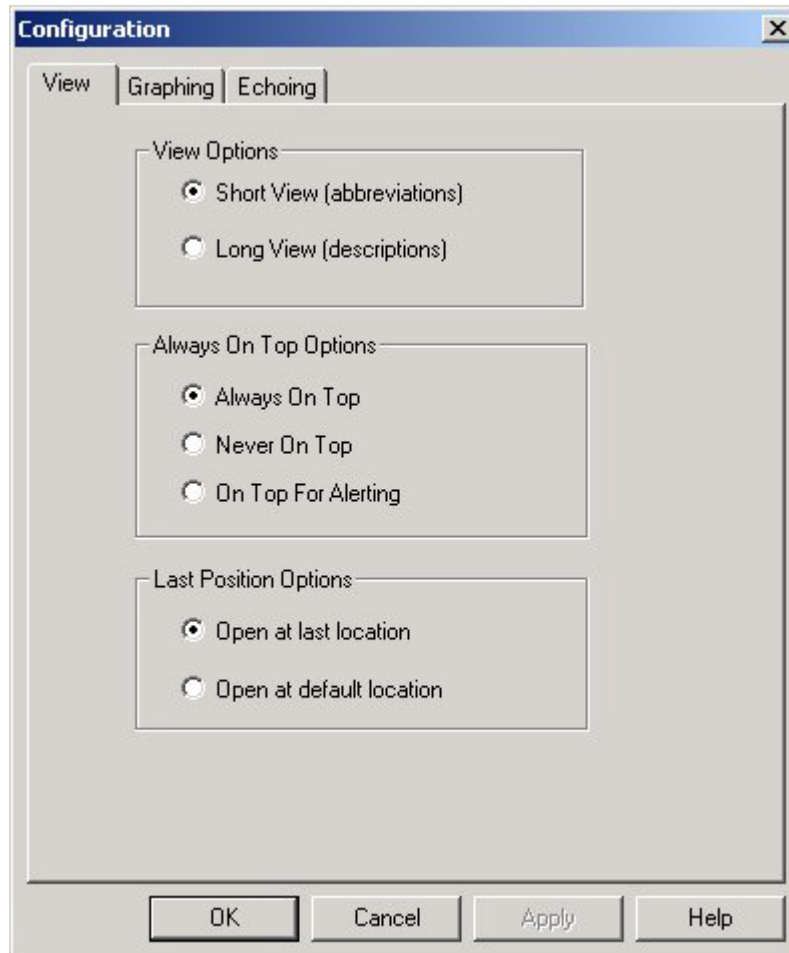 Configuration
View Graphing Echoing
View Options
Short View (abbreviations)
Long View (descriptions)
Always On Top Options
Always On Top
Never On Top
On Top For Alerting
Last Position Options
Open at last location
Open at default location
OK Cancel Apply Help